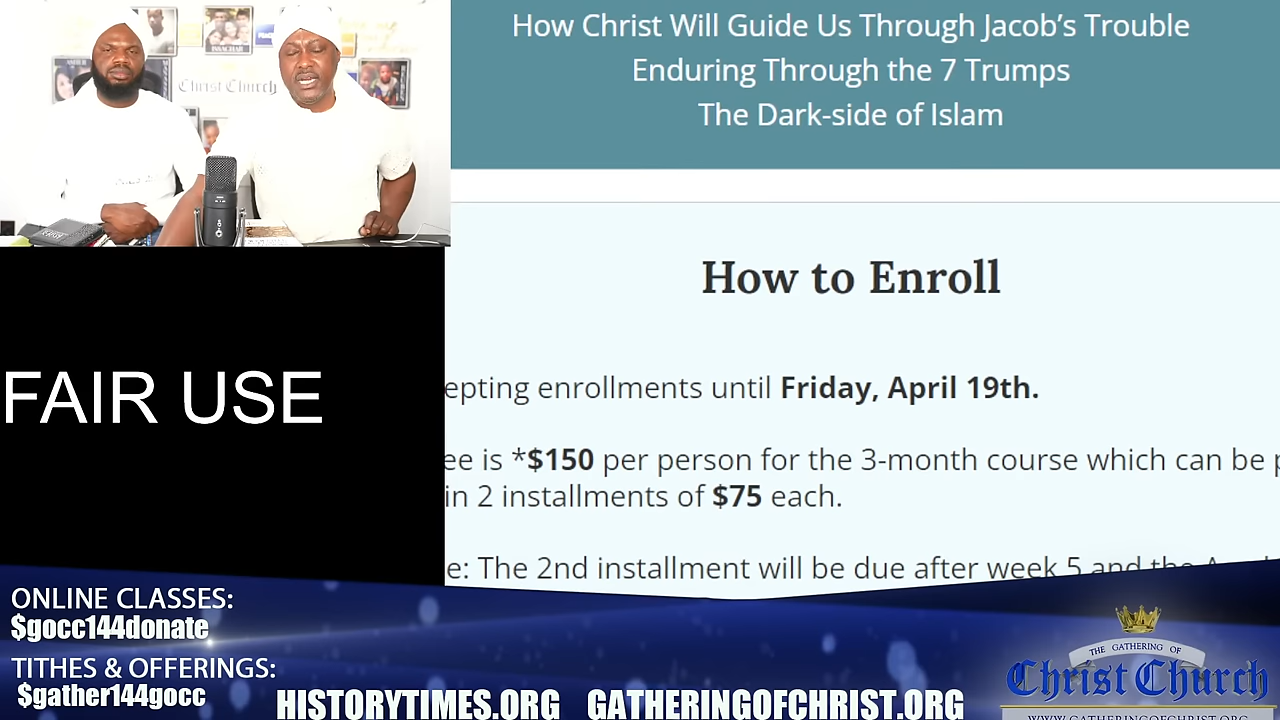 How Christ Will Guide Us Through Jacob's Trouble
Enduring Through the 7 Trumps
The Dark-side of Islam
Christ Church
How to Enroll
epting enrollments until Friday, April 19th.
ee is *$150 per person for the 3-month course which can be p
in 2 installments of $75 each.
e: The 2nd installment will be due after week 5 and the
FAIR USE
ONLINE CLASSES:
$gocc144donate
TITHES & OFFERINGS:
$gather144gocc
HISTORYTIMES.ORG GATHERINGOFCHRIST.ORG
THE GATHERING OF
Christ Church
WWW.GATHERINGOFCHRIST.ORG